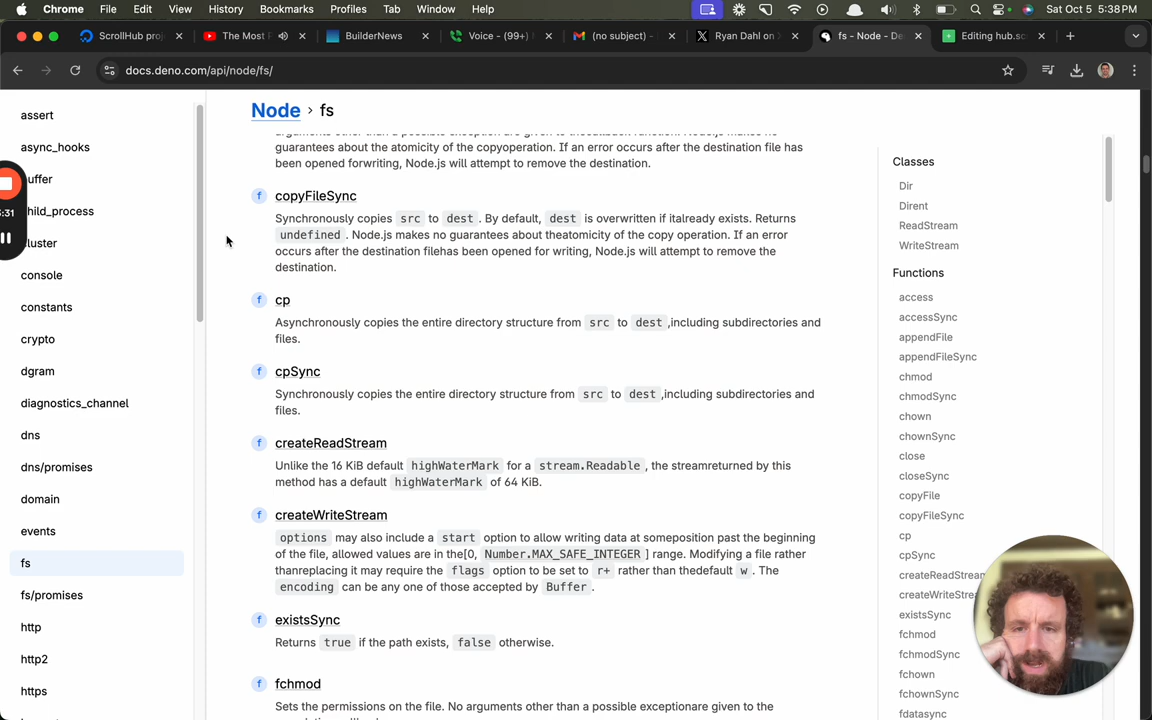 Chrome File Edit View History Bookmarks Profiles Tab Window Help Sat Oct 5 5:38 PM
ScrollHub proj
The Most F
BuilderNews
Voice - (99+)
(no subject) -
Ryan Dahl on X
fs - Node - De
Editing hub.sc
docs.deno.com/api/node/fs/
assert
async_hooks
uffer
hild_process
luster
console
constants
crypto
dgram
diagnostics_channel
dns
dns/promises
domain
events
fs
fs/promises
http
http2
https
:31
Node > fs
guarantees about the atomicity of the copyoperation. If an error occurs after the destination file has
been opened forwriting, Node.js will attempt to remove the destination.
f copyFileSync
Synchronously copies src to dest. By default, dest is overwritten if italready exists. Returns
undefined. Node.js makes no guarantees about theatomicity of the copy operation. If an error
occurs after the destination filehas been opened for writing, Node.js will attempt to remove the
destination.
f cp
Asynchronously copies the entire directory structure from src to dest,including subdirectories and
files.
f cpSync
Synchronously copies the entire directory structure from src to dest,including subdirectories and
files.
f createReadStream
Unlike the 16 KiB default highWaterMark for a stream.Readable, the streamreturned by this
method has a default highWaterMark of 64 KiB.
f createWriteStream
options may also include a start option to allow writing data at someposition past the beginning
of the file, allowed values are in the[0, Number.MAX_SAFE_INTEGER] range. Modifying a file rather
thanreplacing it may require the flags option to be set to r+ rather than thedefault w. The
encoding can be any one of those accepted by Buffer.
f existsSync
Returns true if the path exists, false otherwise.
f fchmod
Sets the permissions on the file. No arguments other than a possible exceptionare given to the
Classes
Dir
Dirent
ReadStream
WriteStream
Functions
access
accessSync
appendFile
appendFileSync
chmod
chmodSync
chown
chownSync
close
closeSync
copyFile
copyFileSync
cp
cpSync
createReadStream
createWriteStrea
existsSync
fchmod
fchmodSync
fchown
fchownSync
fdatasync